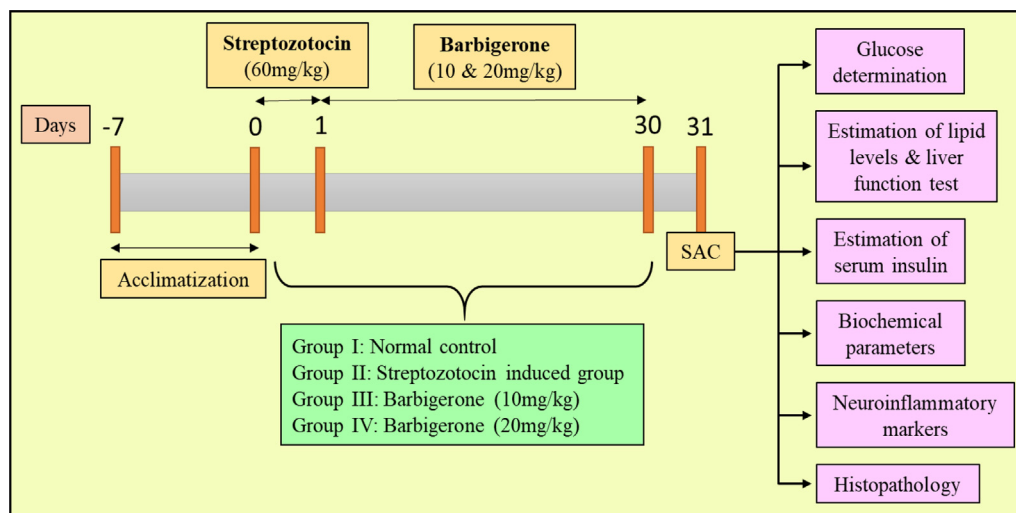 Streptozotocin
(60mg/kg)
Barbigerone
(10 & 20mg/kg)
Days
-7
0
1
30
31
Acclimatization
SAC
Group I: Normal control
Group II: Streptozotocin induced group
Group III: Barbigerone (10mg/kg)
Group IV: Barbigerone (20mg/kg)
Glucose
determination
Estimation of lipid
levels & liver
function test
Estimation of
serum insulin
Biochemical
parameters
Neuroinflammatory
markers
Histopathology